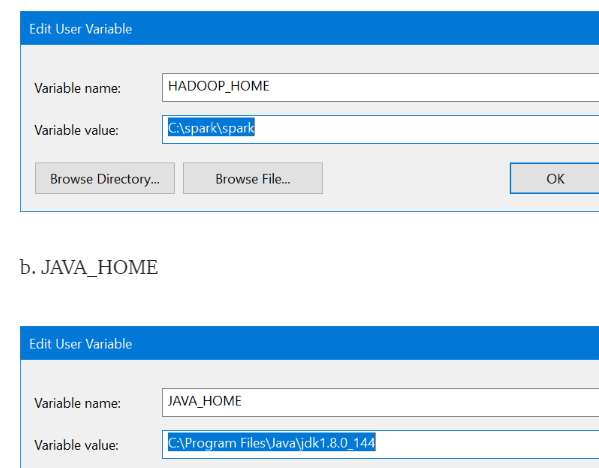 Edit User Variable
Variable name: HADOOP_HOME
Variable value: C:\spark\spark
Browse Directory... Browse File... OK
b. JAVA_HOME
Edit User Variable
Variable name: JAVA_HOME
Variable value: C:\Program Files\Java\jdk1.8.0_144